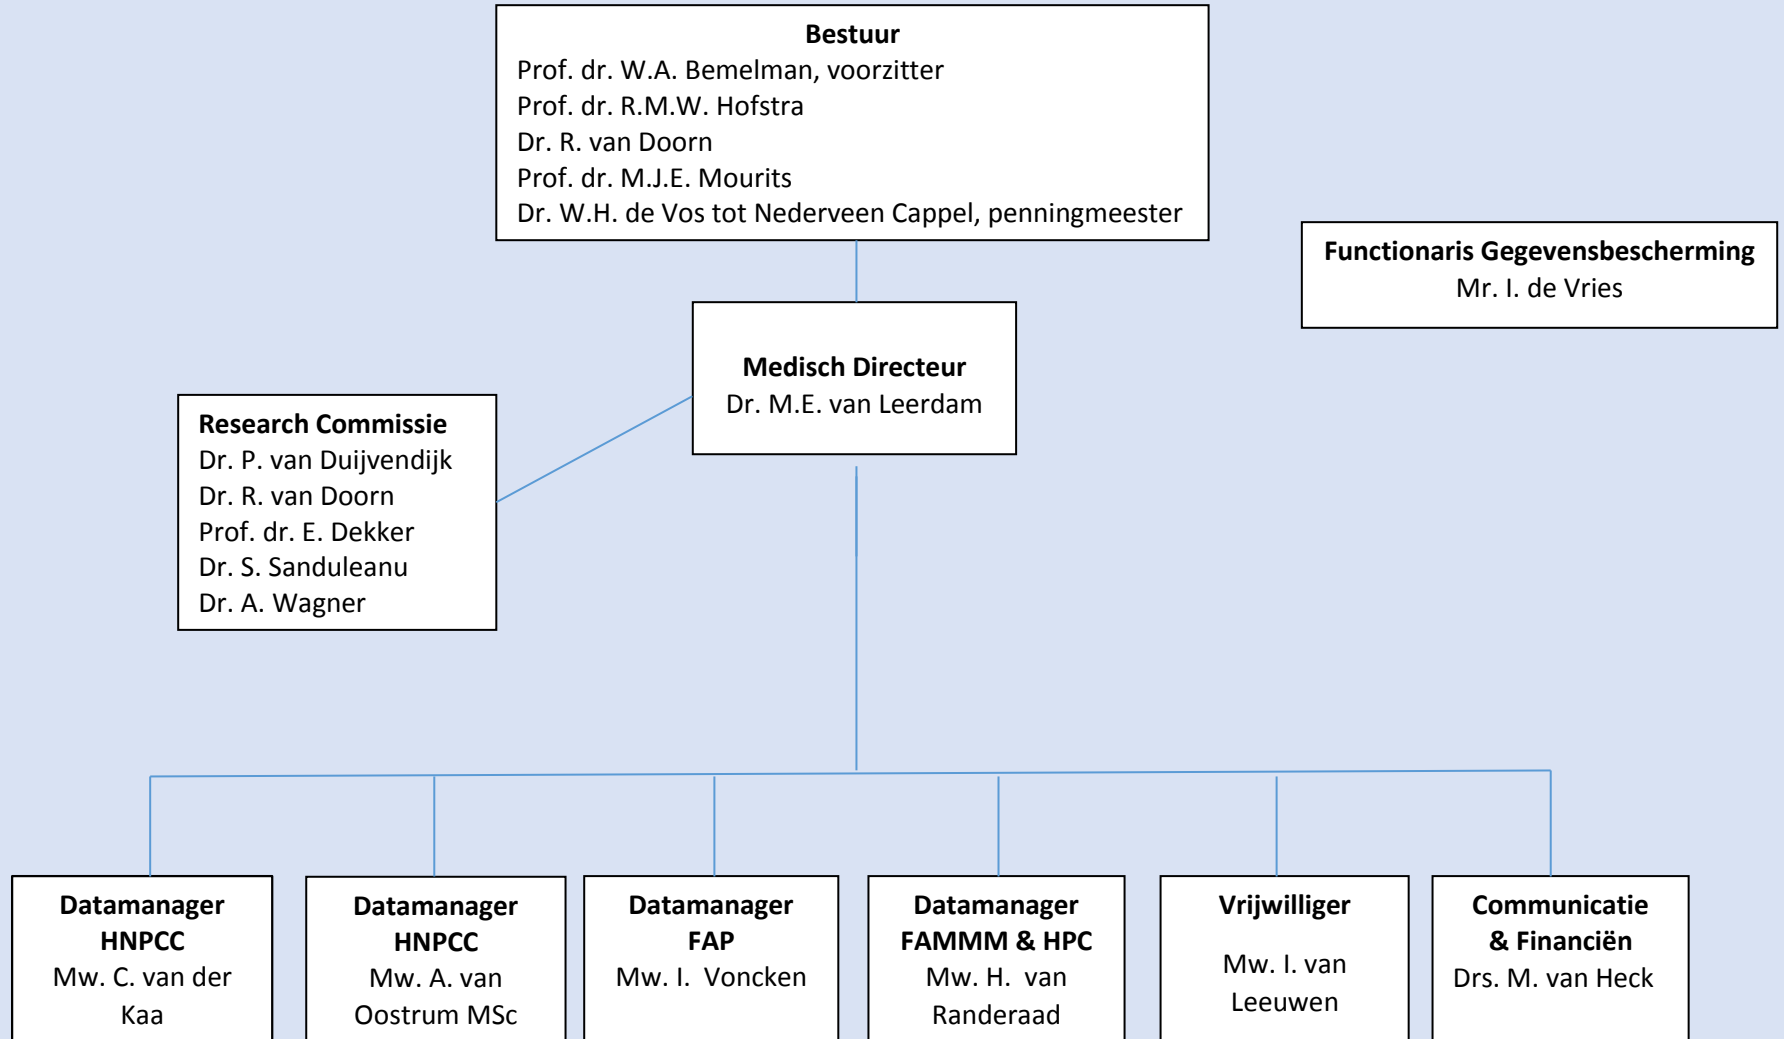 Bestuur
Prof. dr. W.A. Bemelman, voorzitter
Prof. dr. R.M.W. Hofstra
Dr. R. van Doorn
Prof. dr. M.J.E. Mourits
Dr. W.H. de Vos tot Nederveen Cappel, penningmeester
Functionaris Gegevensbescherming
Mr. I. de Vries
Medisch Directeur
Dr. M.E. van Leerdam
Research Commissie
Dr. P. van Duijvendijk
Dr. R. van Doorn
Prof. dr. E. Dekker
Dr. S. Sanduleanu
Dr. A. Wagner
Datamanager
HNPCC
Mw. C. van der
Kaa
Datamanager
HNPCC
Mw. A. van
Oostrum MSc
Datamanager
FAP
Mw. I. Voncken
Datamanager
FAMMM & HPC
Mw. H. van
Randeraad
Vrijwilliger
Mw. I. van
Leeuwen
Communicatie
& Financiën
Drs. M. van Heck